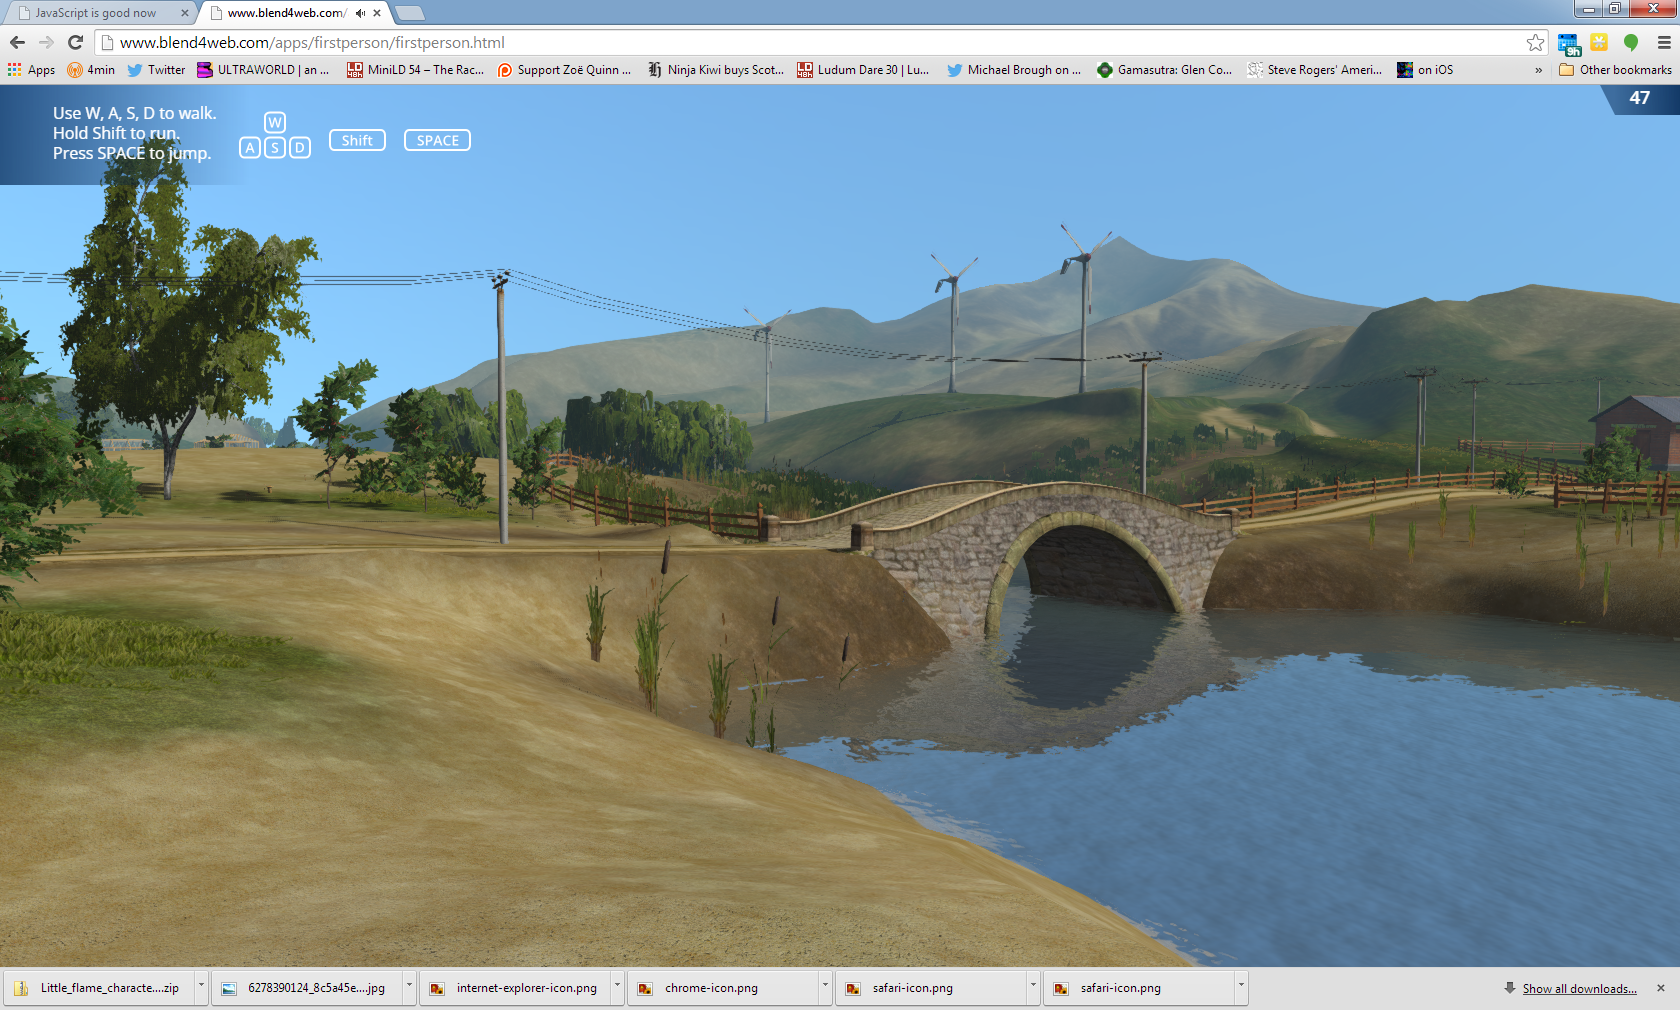 JavaScript is good now
www.blend4web.com/
www.blend4web.com/apps/firstperson/firstperson.html
9h
Apps
4min
Twitter
ULTRAWORLD | an ...
MiniLD 54 – The Rac...
Support Zoë Quinn ...
Ninja Kiwi buys Scot...
Ludum Dare 30 | Lu...
Michael Brough on ...
Gamasutra: Glen Co...
Steve Rogers' Ameri...
on iOS
»
Other bookmarks
Use W, A, S, D to walk.
Hold Shift to run.
Press SPACE to jump.
W
A S D
Shift
SPACE
47
Little_flame_characte....zip
6278390124_8c5a45e....jpg
internet-explorer-icon.png
chrome-icon.png
safari-icon.png
safari-icon.png
Show all downloads...